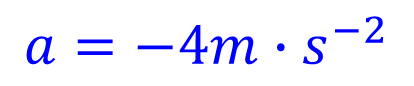 a = −4m · s⁻²